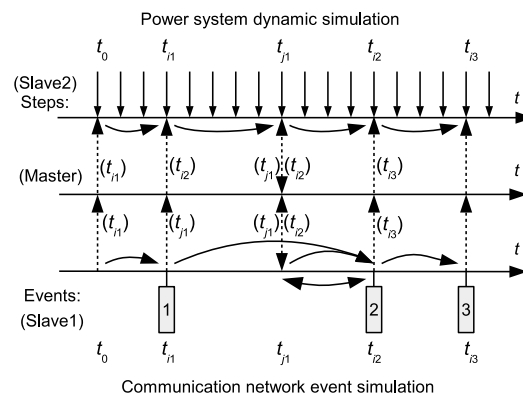 Power system dynamic simulation
t0 ti1 tj1 ti2 ti3
(Slave2)
Steps:
t
(ti1) (ti2) (tj1) (ti2) (ti3)
(Master)
t
(ti1) (tj1) (tj1) (ti2) (ti3)
t
Events:
(Slave1)
1 2 3
t0 ti1 tj1 ti2 ti3
Communication network event simulation